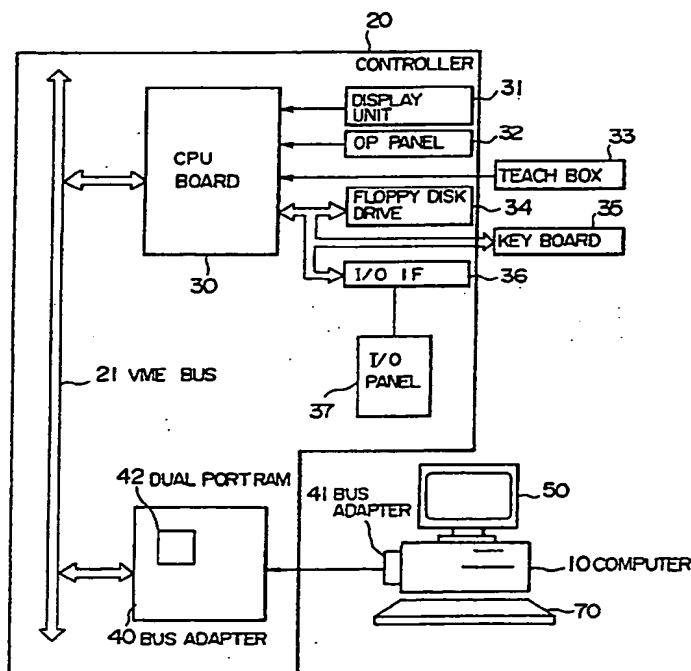 20
CONTROLLER
31
DISPLAY
UNIT
32
OP PANEL
CPU
BOARD
33
TEACH BOX
FLOPPY DISK
DRIVE
34
35
KEY BOARD
30
I/O IF
36
I/O
PANEL
37
21 VME BUS
42 DUAL PORT RAM
41 BUS
ADAPTER
50
10 COMPUTER
70
40 BUS ADAPTER